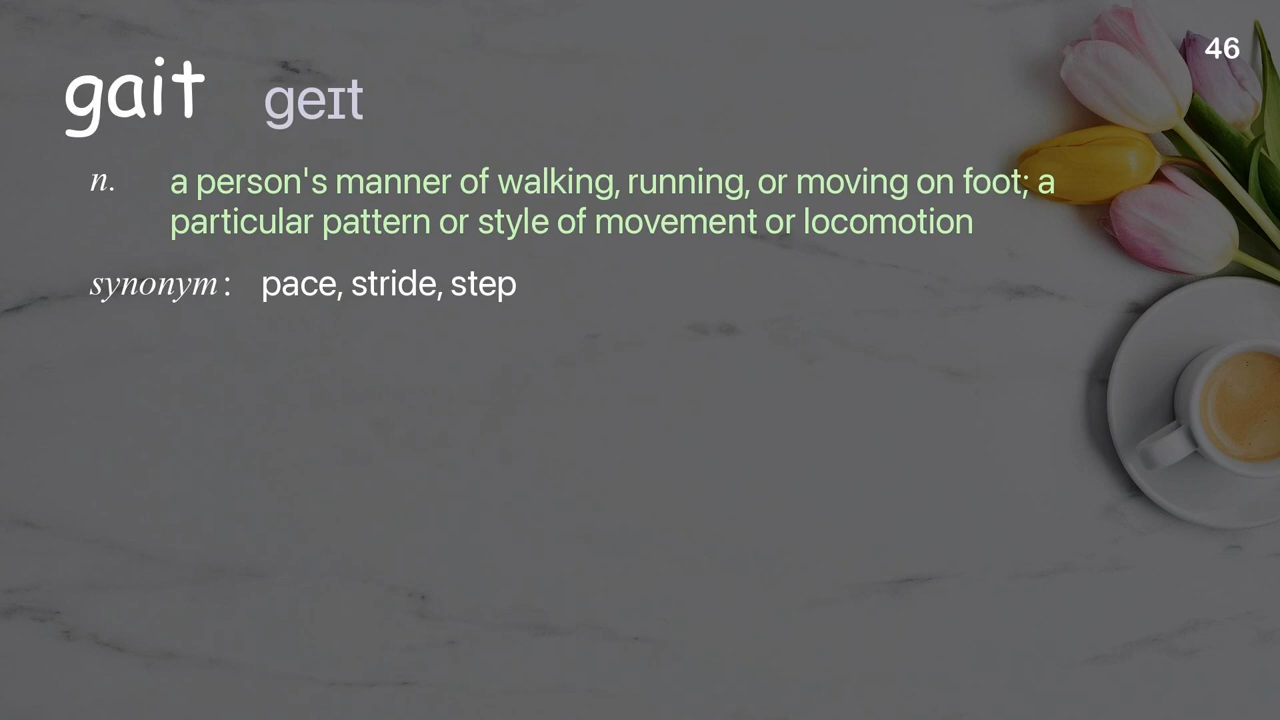 46
gait geɪt
n. a person's manner of walking, running, or moving on foot; a
particular pattern or style of movement or locomotion
synonym: pace, stride, step